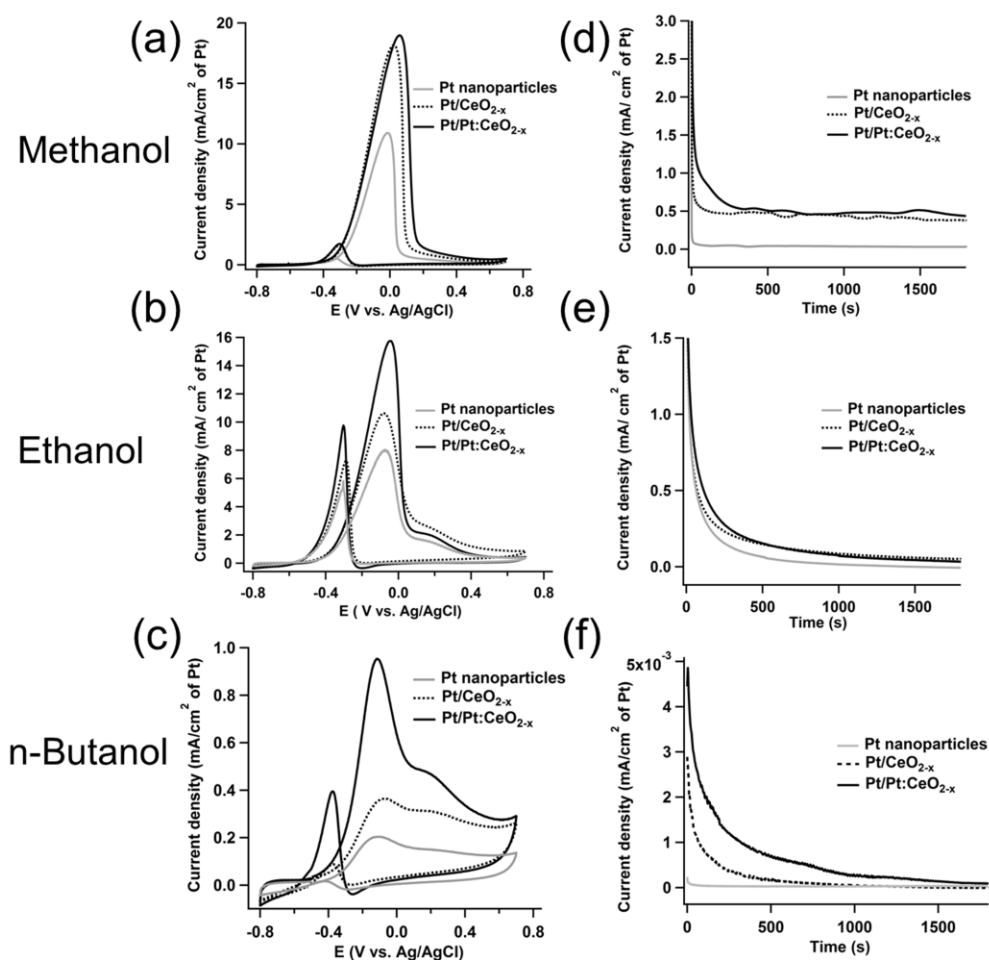 Methanol
(a)
Current density (mA/cm² of Pt)
20
15
10
5
0
-0.8
-0.4
0.0
0.4
0.8
E (V vs. Ag/AgCl)
Pt nanoparticles
Pt/CeO₂₋ₓ
Pt/Pt:CeO₂₋ₓ
(d)
Current density (mA/ cm² of Pt)
3.0
2.5
2.0
1.5
1.0
0.5
0.0
0
500
1000
1500
Time (s)
Pt nanoparticles
Pt/CeO₂₋ₓ
Pt/Pt:CeO₂₋ₓ
Ethanol
(b)
Current density (mA/ cm² of Pt)
16
14
12
10
8
6
4
2
0
-0.8
-0.4
0.0
0.4
0.8
E ( V vs. Ag/AgCl)
Pt nanoparticles
Pt/CeO₂₋ₓ
Pt/Pt:CeO₂₋ₓ
(e)
Current density (mA/cm² of Pt)
1.5
1.0
0.5
0.0
0
500
1000
1500
Time (s)
Pt nanoparticles
Pt/CeO₂₋ₓ
Pt/Pt:CeO₂₋ₓ
n-Butanol
(c)
Current density (mA/cm² of Pt)
1.0
0.8
0.6
0.4
0.2
0.0
-0.8
-0.4
0.0
0.4
0.8
E (V vs. Ag/AgCl)
Pt nanoparticles
Pt/CeO₂₋ₓ
Pt/Pt:CeO₂₋ₓ
(f)
Current density (mA/cm² of Pt)
5x10⁻³
4
3
2
1
0
0
500
1000
1500
Time (s)
Pt nanoparticles
Pt/CeO₂₋ₓ
Pt/Pt:CeO₂₋ₓ